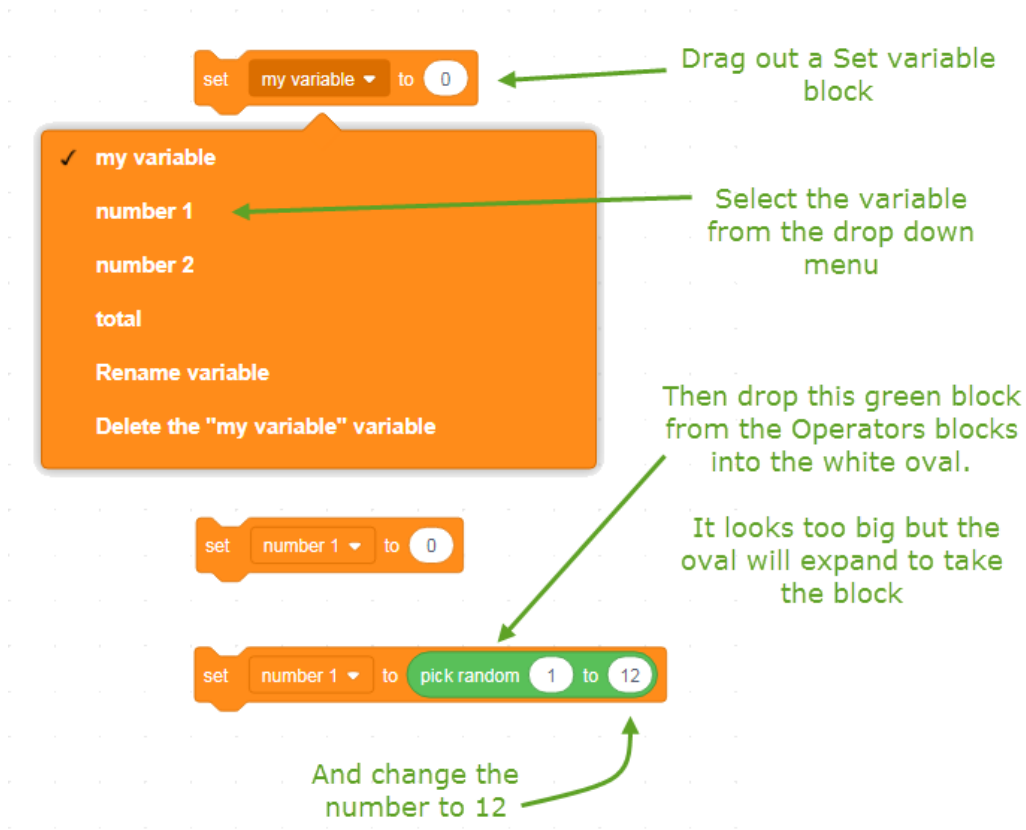 set my variable to 0
Drag out a Set variable
block
✓ my variable
number 1
number 2
total
Rename variable
Delete the "my variable" variable
Select the variable
from the drop down
menu
Then drop this green block
from the Operators blocks
into the white oval.
It looks too big but the
oval will expand to take
the block
set number 1 to 0
set number 1 to pick random 1 to 12
And change the
number to 12